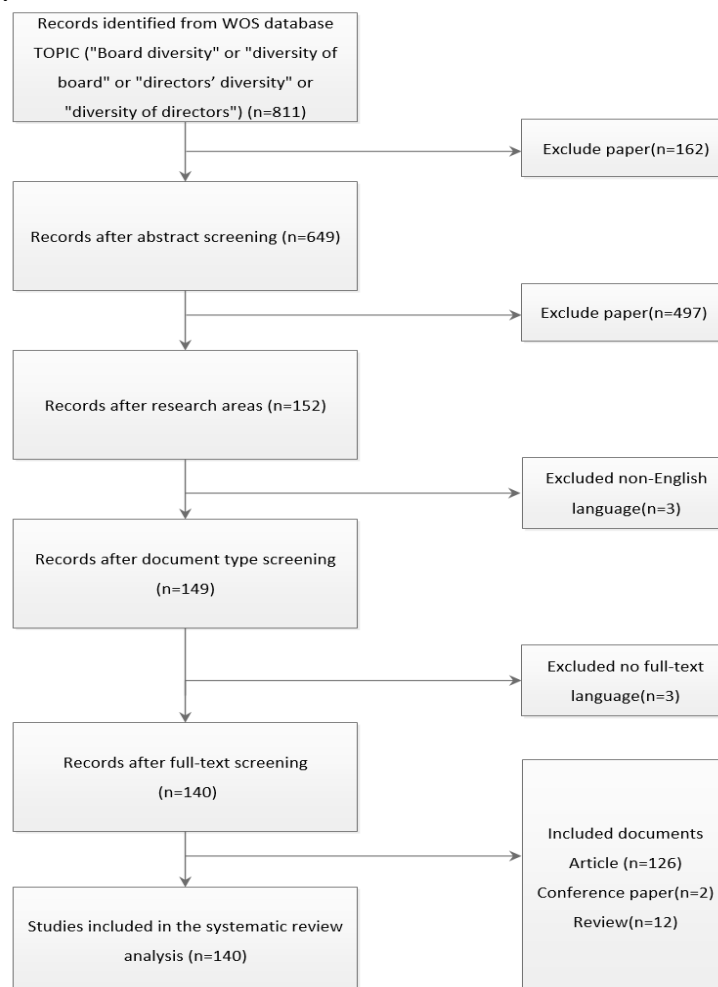 Records identified from WOS database
TOPIC ("Board diversity" or "diversity of
board" or "directors’ diversity" or
"diversity of directors") (n=811)
Exclude paper(n=162)
Records after abstract screening (n=649)
Exclude paper(n=497)
Records after research areas (n=152)
Excluded non-English
language(n=3)
Records after document type screening
(n=149)
Excluded no full-text
language(n=3)
Records after full-text screening
(n=140)
Included documents
Article (n=126)
Conference paper(n=2)
Review(n=12)
Studies included in the systematic review
analysis (n=140)